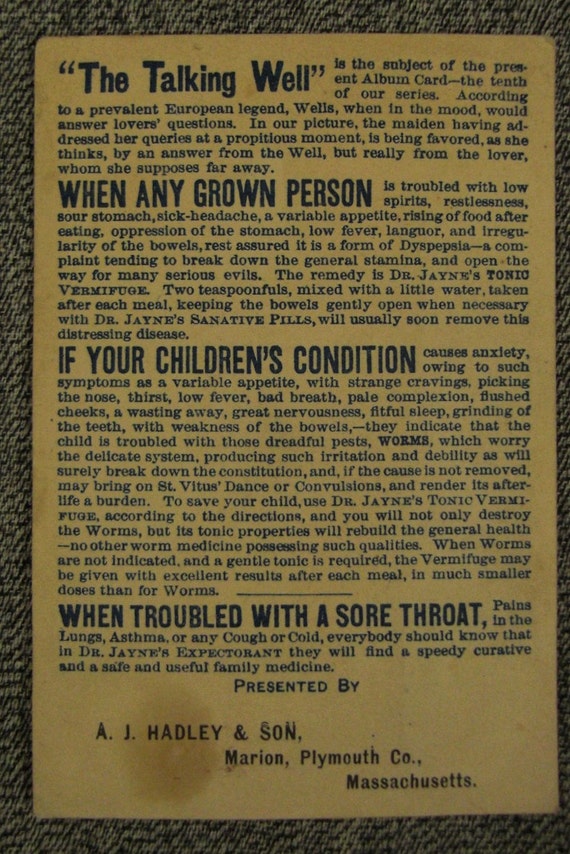 "The Talking Well" is the subject of the pres-
ent Album Card—the tenth
of our series. According
to a prevalent European legend, Wells, when in the mood, would
answer lovers' questions. In our picture, the maiden having ad-
dressed her queries at a propitious moment, is being favored, as she
thinks, by an answer from the Well, but really from the lover,
whom she supposes far away.
WHEN ANY GROWN PERSON is troubled with low
spirits, restlessness,
sour stomach, sick-headache, a variable appetite, rising of food after
eating, oppression of the stomach, low fever, languor, and irregu-
larity of the bowels, rest assured it is a form of Dyspepsia—a com-
plaint tending to break down the general stamina, and open the
way for many serious evils. The remedy is DR. JAYNE'S TONIC
VERMIFUGE. Two teaspoonfuls, mixed with a little water, taken
after each meal, keeping the bowels gently open when necessary
with DR. JAYNE'S SANATIVE PILLS, will usually soon remove this
distressing disease.
IF YOUR CHILDREN'S CONDITION causes anxiety,
owing to such
symptoms as a variable appetite, with strange cravings, picking
the nose, thirst, low fever, bad breath, pale complexion, flushed
cheeks, a wasting away, great nervousness, fitful sleep, grinding of
the teeth, with weakness of the bowels,—they indicate that the
child is troubled with those dreadful pests, WORMS, which worry
the delicate system, producing such irritation and debility as will
surely break down the constitution, and, if the cause is not removed,
may bring on St. Vitus' Dance or Convulsions, and render its after-
life a burden. To save your child, use DR. JAYNE'S TONIC VERMI-
FUGE, according to the directions, and you will not only destroy
the Worms, but its tonic properties will rebuild the general health
—no other worm medicine possessing such qualities. When Worms
are not indicated, and a gentle tonic is required, the Vermifuge may
be given with excellent results after each meal, in much smaller
doses than for Worms.
WHEN TROUBLED WITH A SORE THROAT, Pains
in the
Lungs, Asthma, or any Cough or Cold, everybody should know that
in DR. JAYNE'S EXPECTORANT they will find a speedy curative
and a safe and useful family medicine.
PRESENTED BY
A. J. HADLEY & SON,
Marion, Plymouth Co.,
Massachusetts.